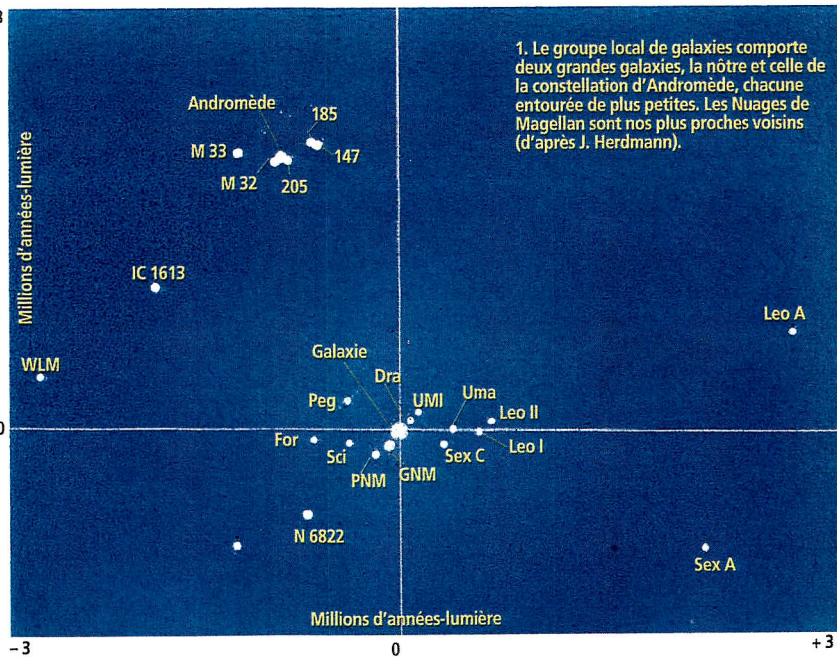 3
1. Le groupe local de galaxies comporte
deux grandes galaxies, la nôtre et celle de
la constellation d'Andromède, chacune
entourée de plus petites. Les Nuages de
Magellan sont nos plus proches voisins
(d'après J. Herdmann).
Andromède
185
M 33
147
M 32
205
Millions d'années-lumière
IC 1613
Leo A
WLM
Galaxie
Dra
Peg
UMI
Uma
Leo II
0
For
Sci
Sex C
Leo I
PNM
GNM
N 6822
Sex A
Millions d'années-lumière
– 3
0
+ 3